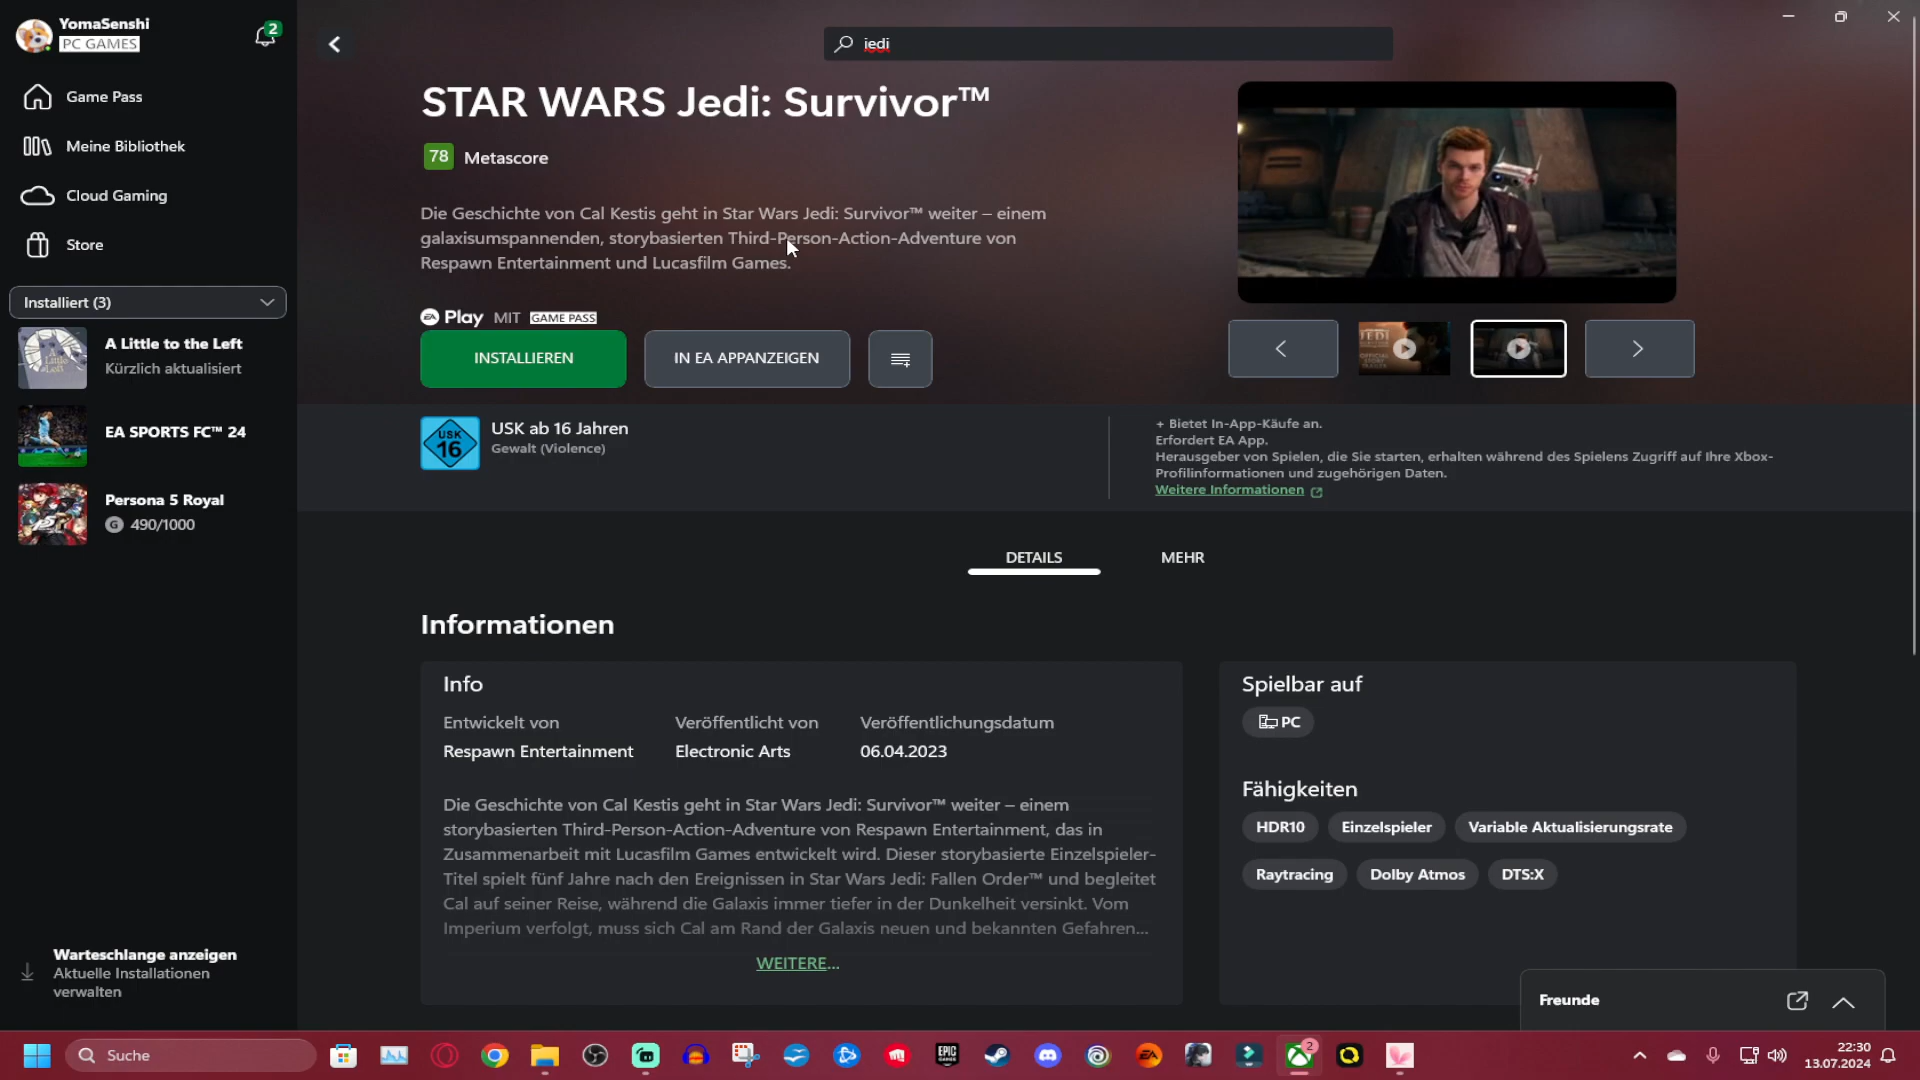 YomaSenshi
PC GAMES
2
Game Pass
Meine Bibliothek
Cloud Gaming
Store
Installiert (3)
A Little to the Left
Kürzlich aktualisiert
EA SPORTS FC™ 24
Persona 5 Royal
G 490/1000
Warteschlange anzeigen
Aktuelle Installationen
verwalten
jedi
STAR WARS Jedi: Survivor™
78 Metascore
Die Geschichte von Cal Kestis geht in Star Wars Jedi: Survivor™ weiter – einem
galaxisumspannenden, storybasierten Third-Person-Action-Adventure von
Respawn Entertainment und Lucasfilm Games.
EA Play MIT GAME PASS
INSTALLIEREN
IN EA APPANZEIGEN
USK
16
USK ab 16 Jahren
Gewalt (Violence)
+ Bietet In-App-Käufe an.
Erfordert EA App.
Herausgeber von Spielen, die Sie starten, erhalten während des Spielens Zugriff auf Ihre Xbox-
Profilinformationen und zugehörigen Daten.
Weitere Informationen
DETAILS
MEHR
Informationen
Info
Entwickelt von
Respawn Entertainment
Veröffentlicht von
Electronic Arts
Veröffentlichungsdatum
06.04.2023
Die Geschichte von Cal Kestis geht in Star Wars Jedi: Survivor™ weiter – einem
storybasierten Third-Person-Action-Adventure von Respawn Entertainment, das in
Zusammenarbeit mit Lucasfilm Games entwickelt wird. Dieser storybasierte Einzelspieler-
Titel spielt fünf Jahre nach den Ereignissen in Star Wars Jedi: Fallen Order™ und begleitet
Cal auf seiner Reise, während die Galaxis immer tiefer in der Dunkelheit versinkt. Vom
Imperium verfolgt, muss sich Cal am Rand der Galaxis neuen und bekannten Gefahren...
WEITERE...
Spielbar auf
PC
Fähigkeiten
HDR10
Einzelspieler
Variable Aktualisierungsrate
Raytracing
Dolby Atmos
DTS:X
Freunde
Suche
EPIC
GAMES
EA
2
22:30
13.07.2024